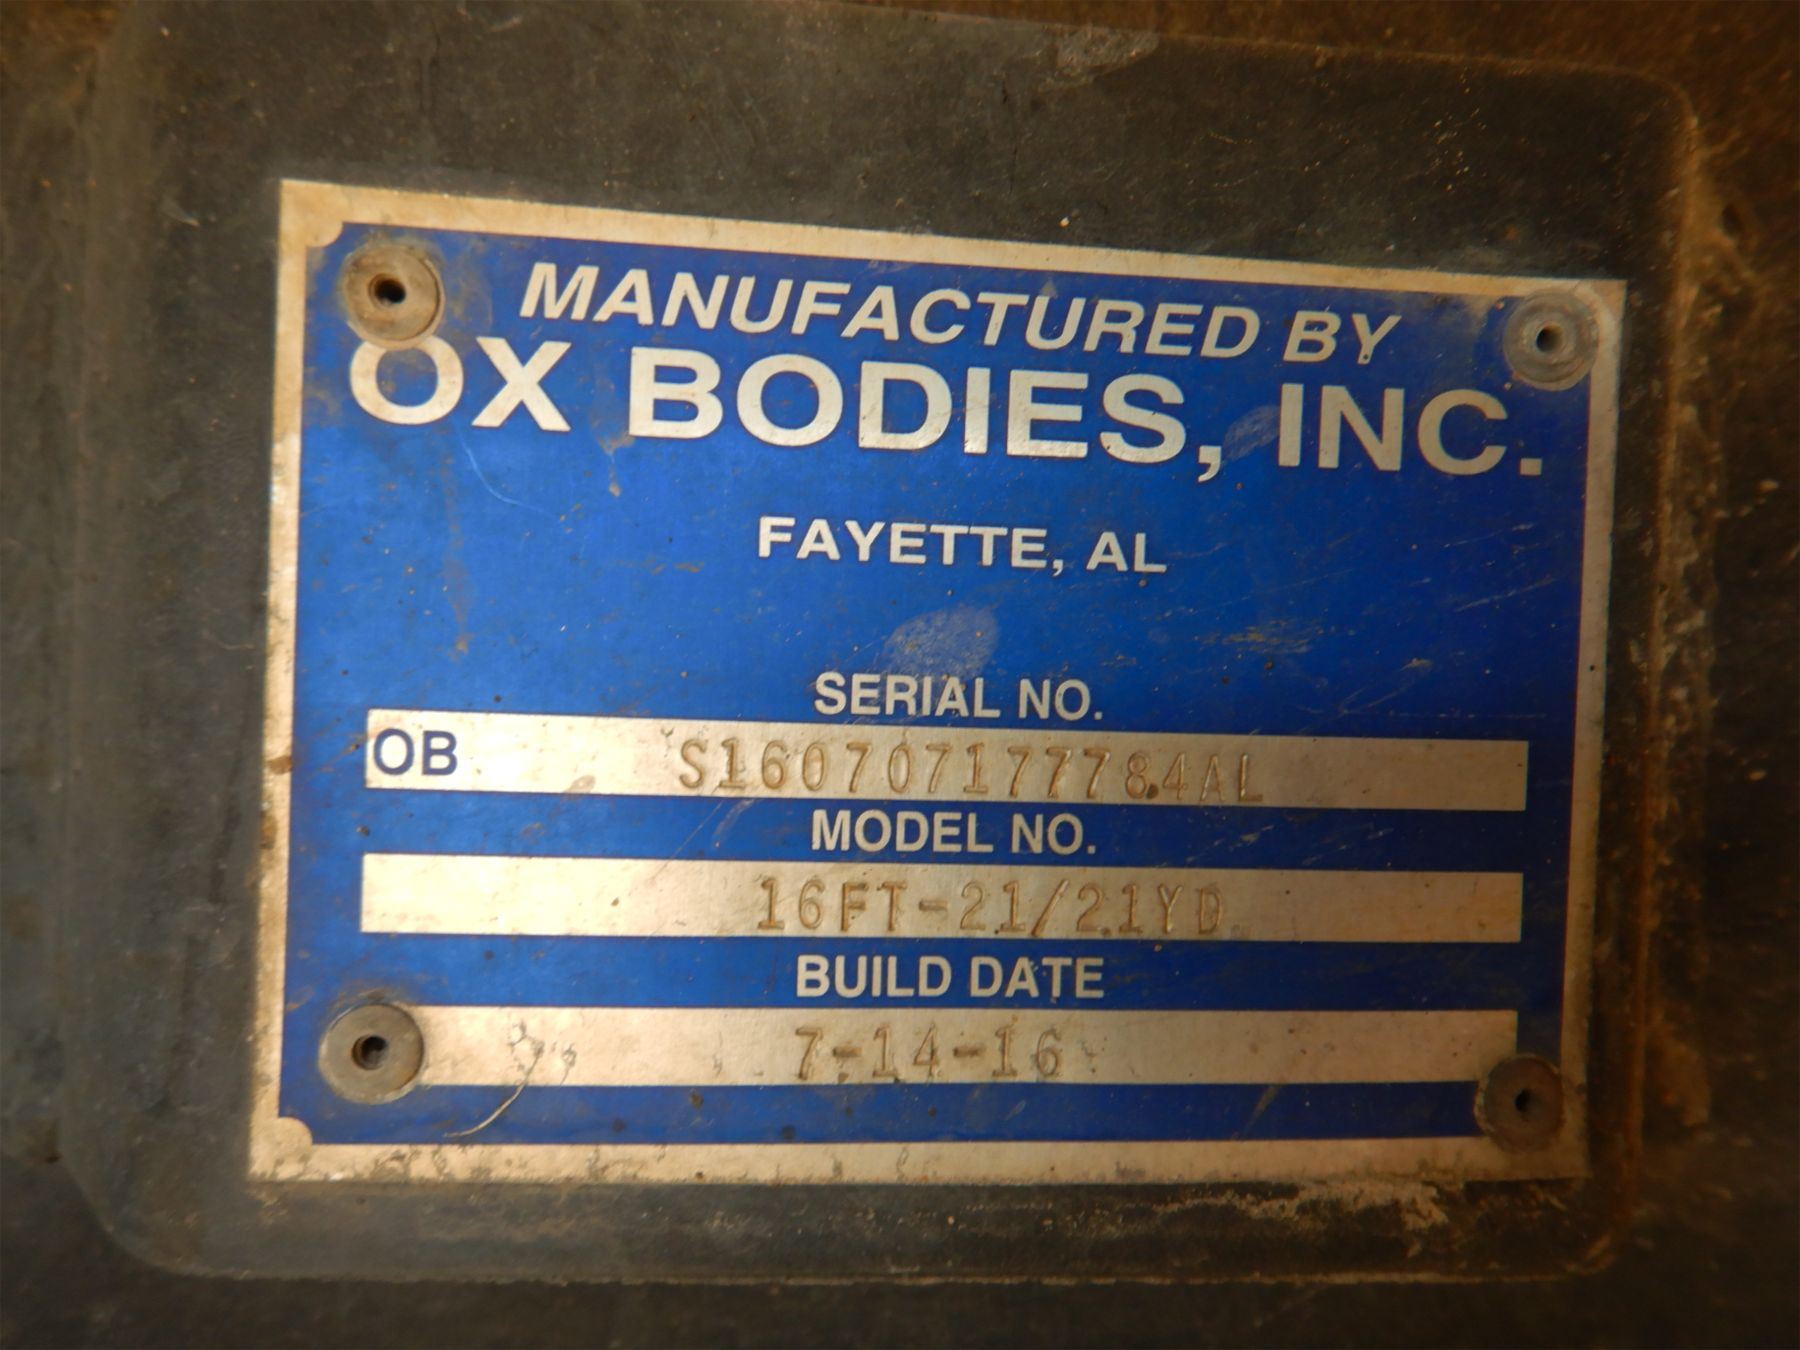 MANUFACTURED BY
OX BODIES, INC.
FAYETTE, AL
SERIAL NO.
OB S160707177784AL
MODEL NO.
16FT-21/21YD
BUILD DATE
7-14-16